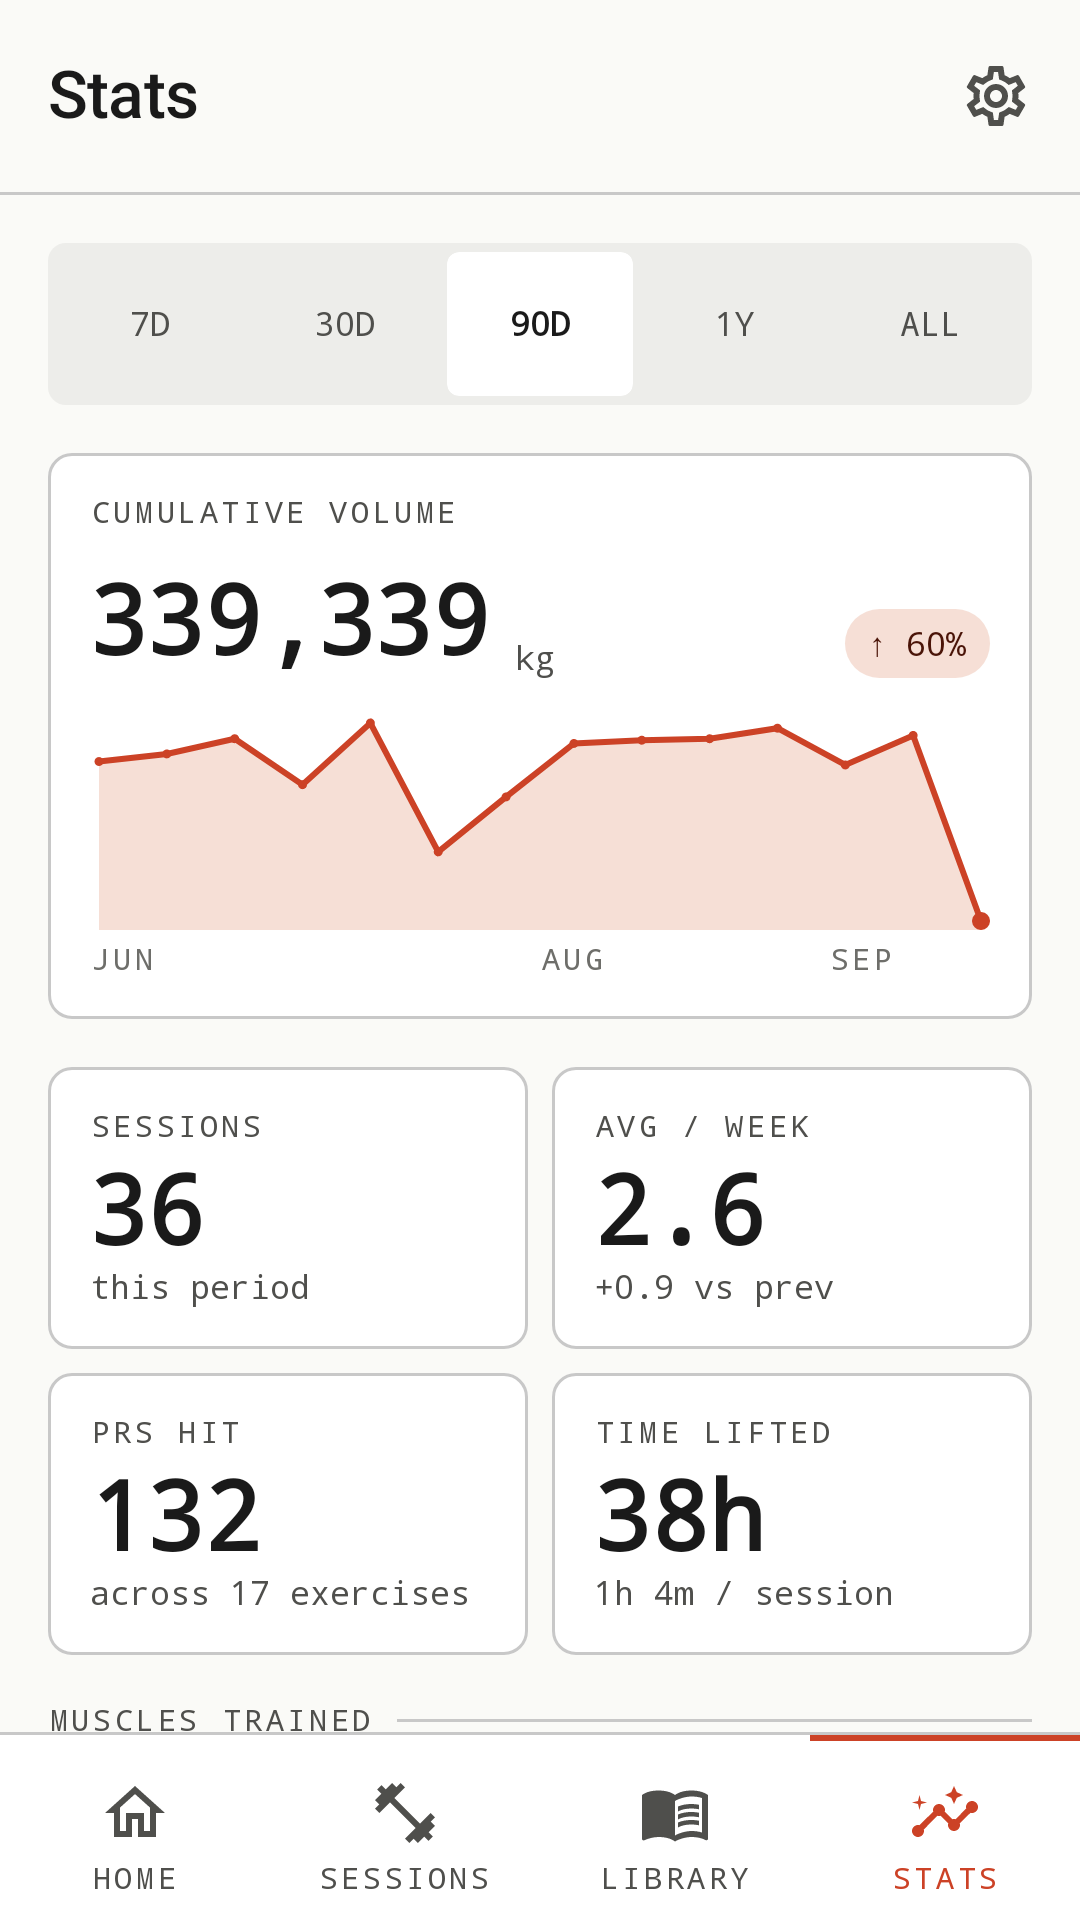 Stats
7D 30D 90D 1Y ALL
CUMULATIVE VOLUME
339,339 kg
↑ 60%
JUN AUG SEP
SESSIONS
36
this period
AVG / WEEK
2.6
+0.9 vs prev
PRS HIT
132
across 17 exercises
TIME LIFTED
38h
1h 4m / session
MUSCLES TRAINED
HOME SESSIONS LIBRARY STATS